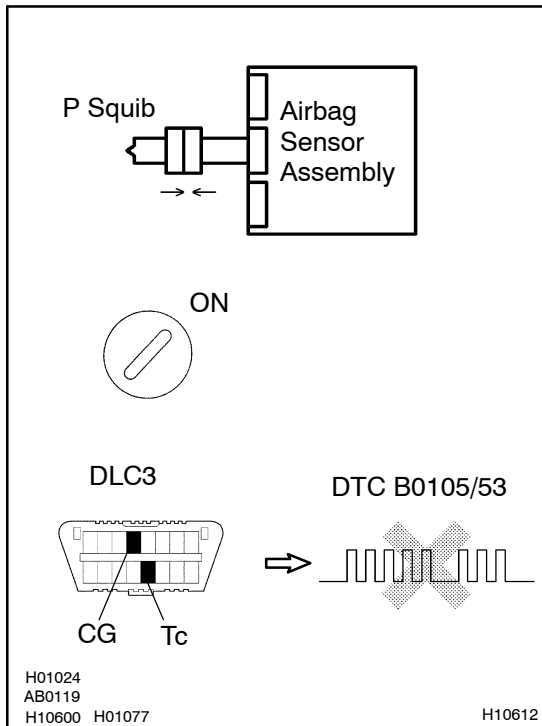 P Squib
Airbag
Sensor
Assembly
ON
DLC3
DTC B0105/53
CG
Tc
H01024
AB0119
H10600 H01077
H10612